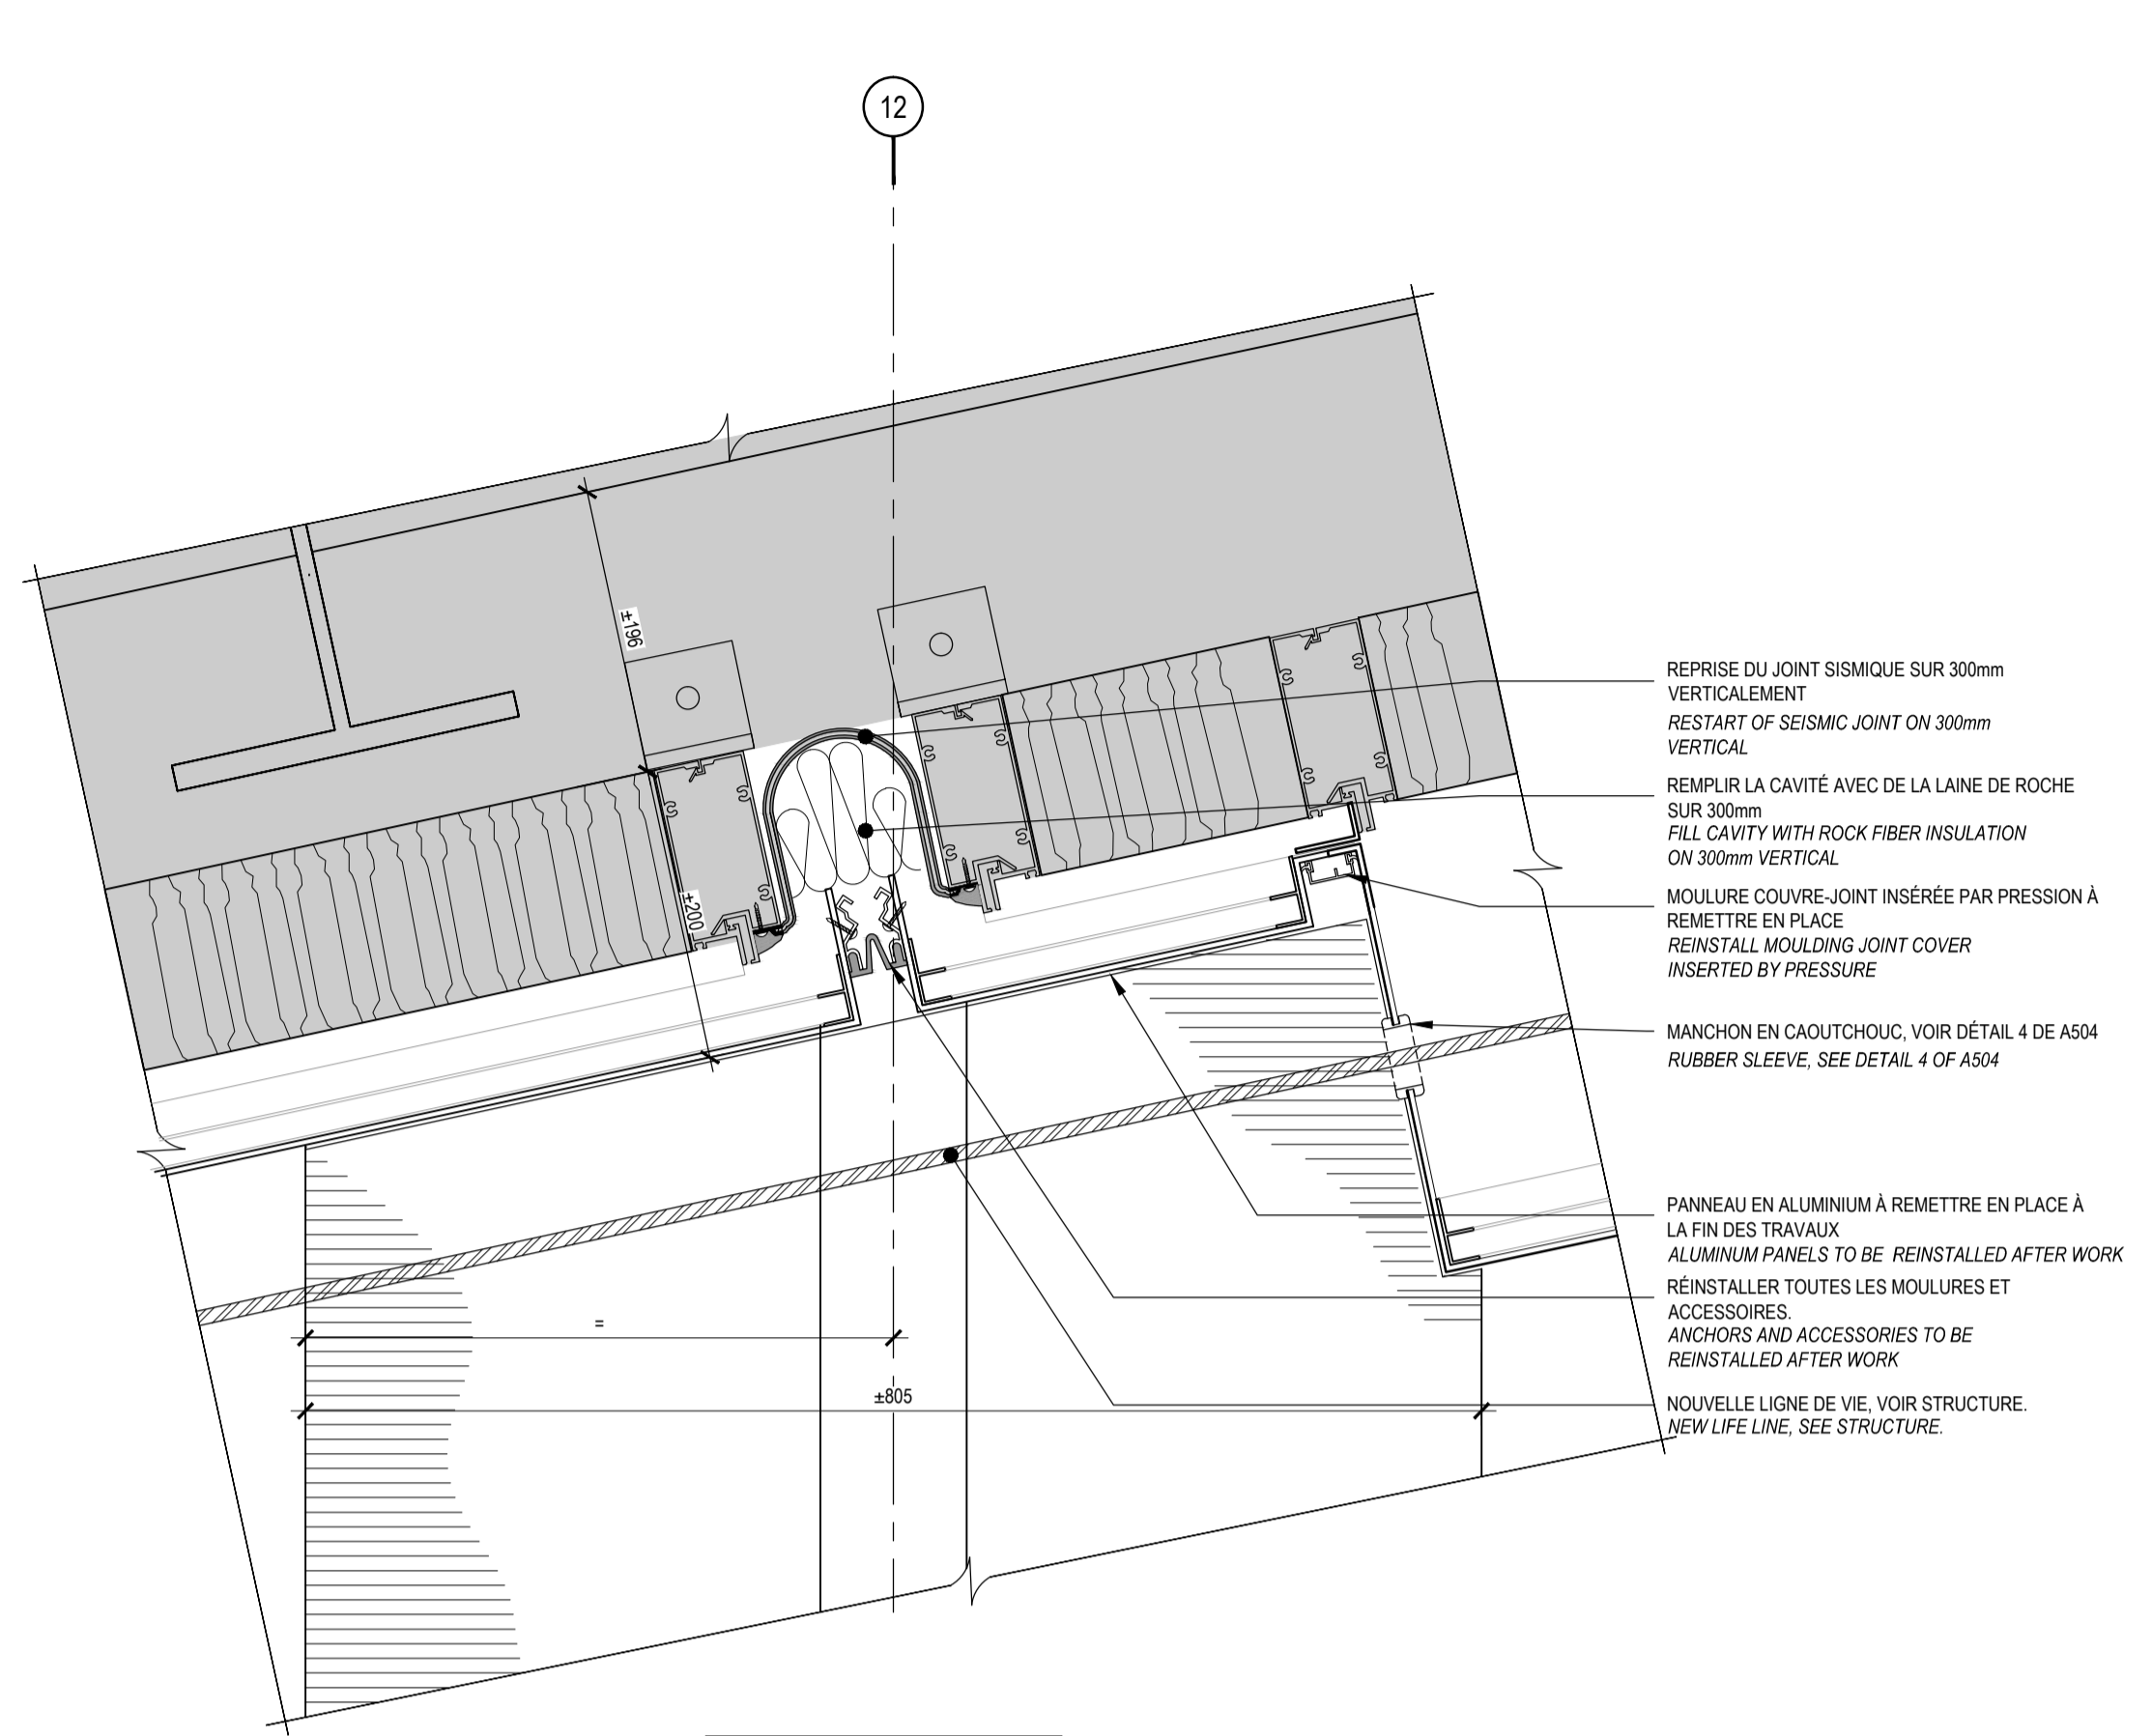 12
±196
±200
=
±805
REPRISE DU JOINT SISMIQUE SUR 300mm
VERTICALEMENT
RESTART OF SEISMIC JOINT ON 300mm
VERTICAL
REMPLIR LA CAVITÉ AVEC DE LA LAINE DE ROCHE
SUR 300mm
FILL CAVITY WITH ROCK FIBER INSULATION
ON 300mm VERTICAL
MOULURE COUVRE-JOINT INSÉRÉE PAR PRESSION À
REMETTRE EN PLACE
REINSTALL MOULDING JOINT COVER
INSERTED BY PRESSURE
MANCHON EN CAOUTCHOUC, VOIR DÉTAIL 4 DE A504
RUBBER SLEEVE, SEE DETAIL 4 OF A504
PANNEAU EN ALUMINIUM À REMETTRE EN PLACE À
LA FIN DES TRAVAUX
ALUMINUM PANELS TO BE REINSTALLED AFTER WORK
RÉINSTALLER TOUTES LES MOULURES ET
ACCESSOIRES.
ANCHORS AND ACCESSORIES TO BE
REINSTALLED AFTER WORK
NOUVELLE LIGNE DE VIE, VOIR STRUCTURE.
NEW LIFE LINE, SEE STRUCTURE.